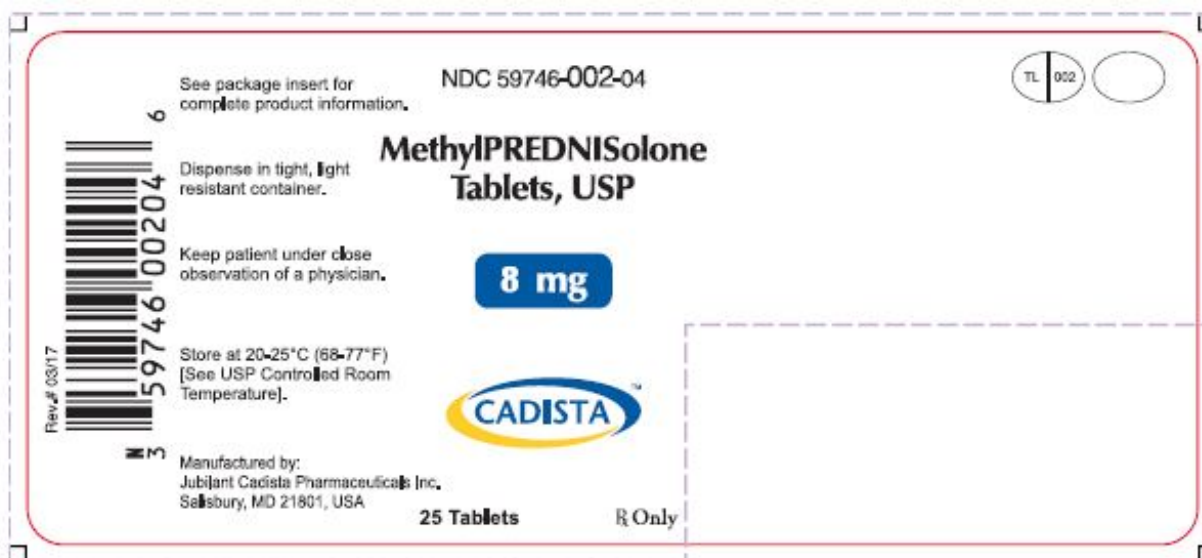 See package insert for
complete product information.
Dispense in tight, light
resistant container.
Keep patient under close
observation of a physician.
Store at 20-25°C (68-77°F)
[See USP Controlled Room
Temperature].
Manufactured by:
Jubilant Cadista Pharmaceuticals Inc.
Salisbury, MD 21801, USA
Rev.# 03/17
N
3 59746 00204 6
NDC 59746-002-04
MethylPREDNISolone
Tablets, USP
8 mg
CADISTA™
25 Tablets
℞ Only
TL 002